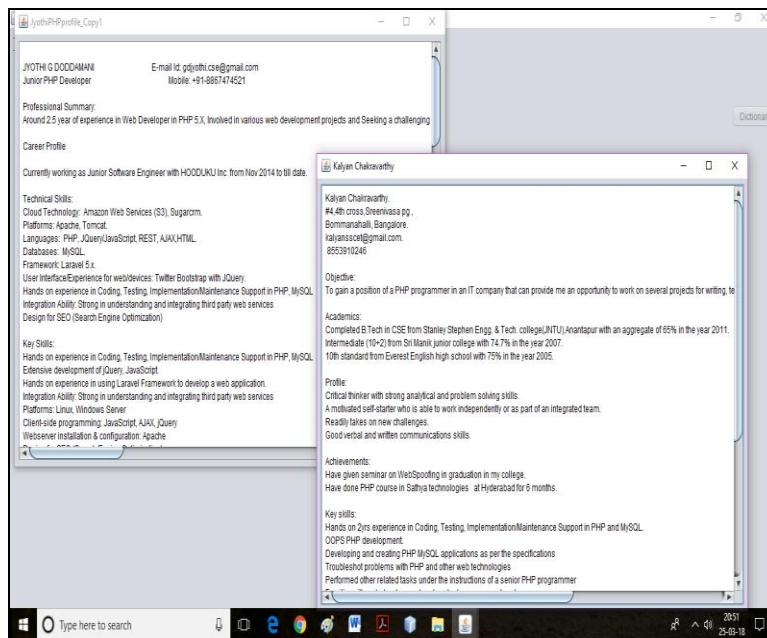 JyothiPHPprofile_Copy1
JYOTHI G DODDAMANI E-mail Id: gdjyothi.cse@gmail.com
Junior PHP Developer Mobile: +91-8867474521
Professional Summary:
Around 2.5 year of experience in Web Developer in PHP 5.X, Involved in various web development projects and Seeking a challenging
Career Profile
Currently working as Junior Software Engineer with HOODUKU Inc from Nov 2014 to till date.
Technical Skills:
Cloud Technology: Amazon Web Services (S3), Sugarcrm.
Platforms: Apache, Tomcat.
Languages: PHP, JQuery/JavaScript, REST, AJAX,HTML.
Databases: MySQL.
Framework: Laravel 5.x.
User Interface/Experience for web/devices: Twitter Bootstrap with JQuery.
Hands on experience in Coding, Testing, Implementation/Maintenance Support in PHP, MySQL
Integration Ability: Strong in understanding and integrating third party web services
Design for SEO (Search Engine Optimization)
Key Skills:
Hands on experience in Coding, Testing, Implementation/Maintenance Support in PHP, MySQL
Extensive development of jQuery, JavaScript.
Hands on experience in using Laravel Framework to develop a web application.
Integration Ability: Strong in understanding and integrating third party web services
Platforms: Linux, Windows Server
Client-side programming: JavaScript, AJAX, jQuery
Webserver installation & configuration: Apache
Dictionar
Kalyan Chakravarthy
Kalyan Chakravarthy.
#4,4th cross,Sreenivasa pg ,
Bommanahalli, Bangalore.
kalyansscet@gmail.com.
8553910246
Objective:
To gain a position of a PHP programmer in an IT company that can provide me an opportunity to work on several projects for writing, te
Academics:
Completed B.Tech in CSE from Stanley Stephen Engg. & Tech. college(JNTU),Anantapur with an aggregate of 65% in the year 2011.
Intermediate (10+2) from Sri Manik junior college with 74.7% in the year 2007.
10th standard from Everest English high school with 75% in the year 2005.
Profile:
Critical thinker with strong analytical and problem solving skills.
A motivated self-starter who is able to work independently or as part of an integrated team.
Readily takes on new challenges.
Good verbal and written communications skills.
Achievements:
Have given seminar on WebSpoofing in graduation in my college.
Have done PHP course in Sathya technologies at Hyderabad for 6 months.
Key skills:
Hands on 2yrs experience in Coding, Testing, Implementation/Maintenance Support in PHP and MySQL.
OOPS PHP development.
Developing and creating PHP MySQL applications as per the specifications
Troubleshot problems with PHP and other web technologies
Performed other related tasks under the instructions of a senior PHP programmer
Type here to search
20:51
25-03-18